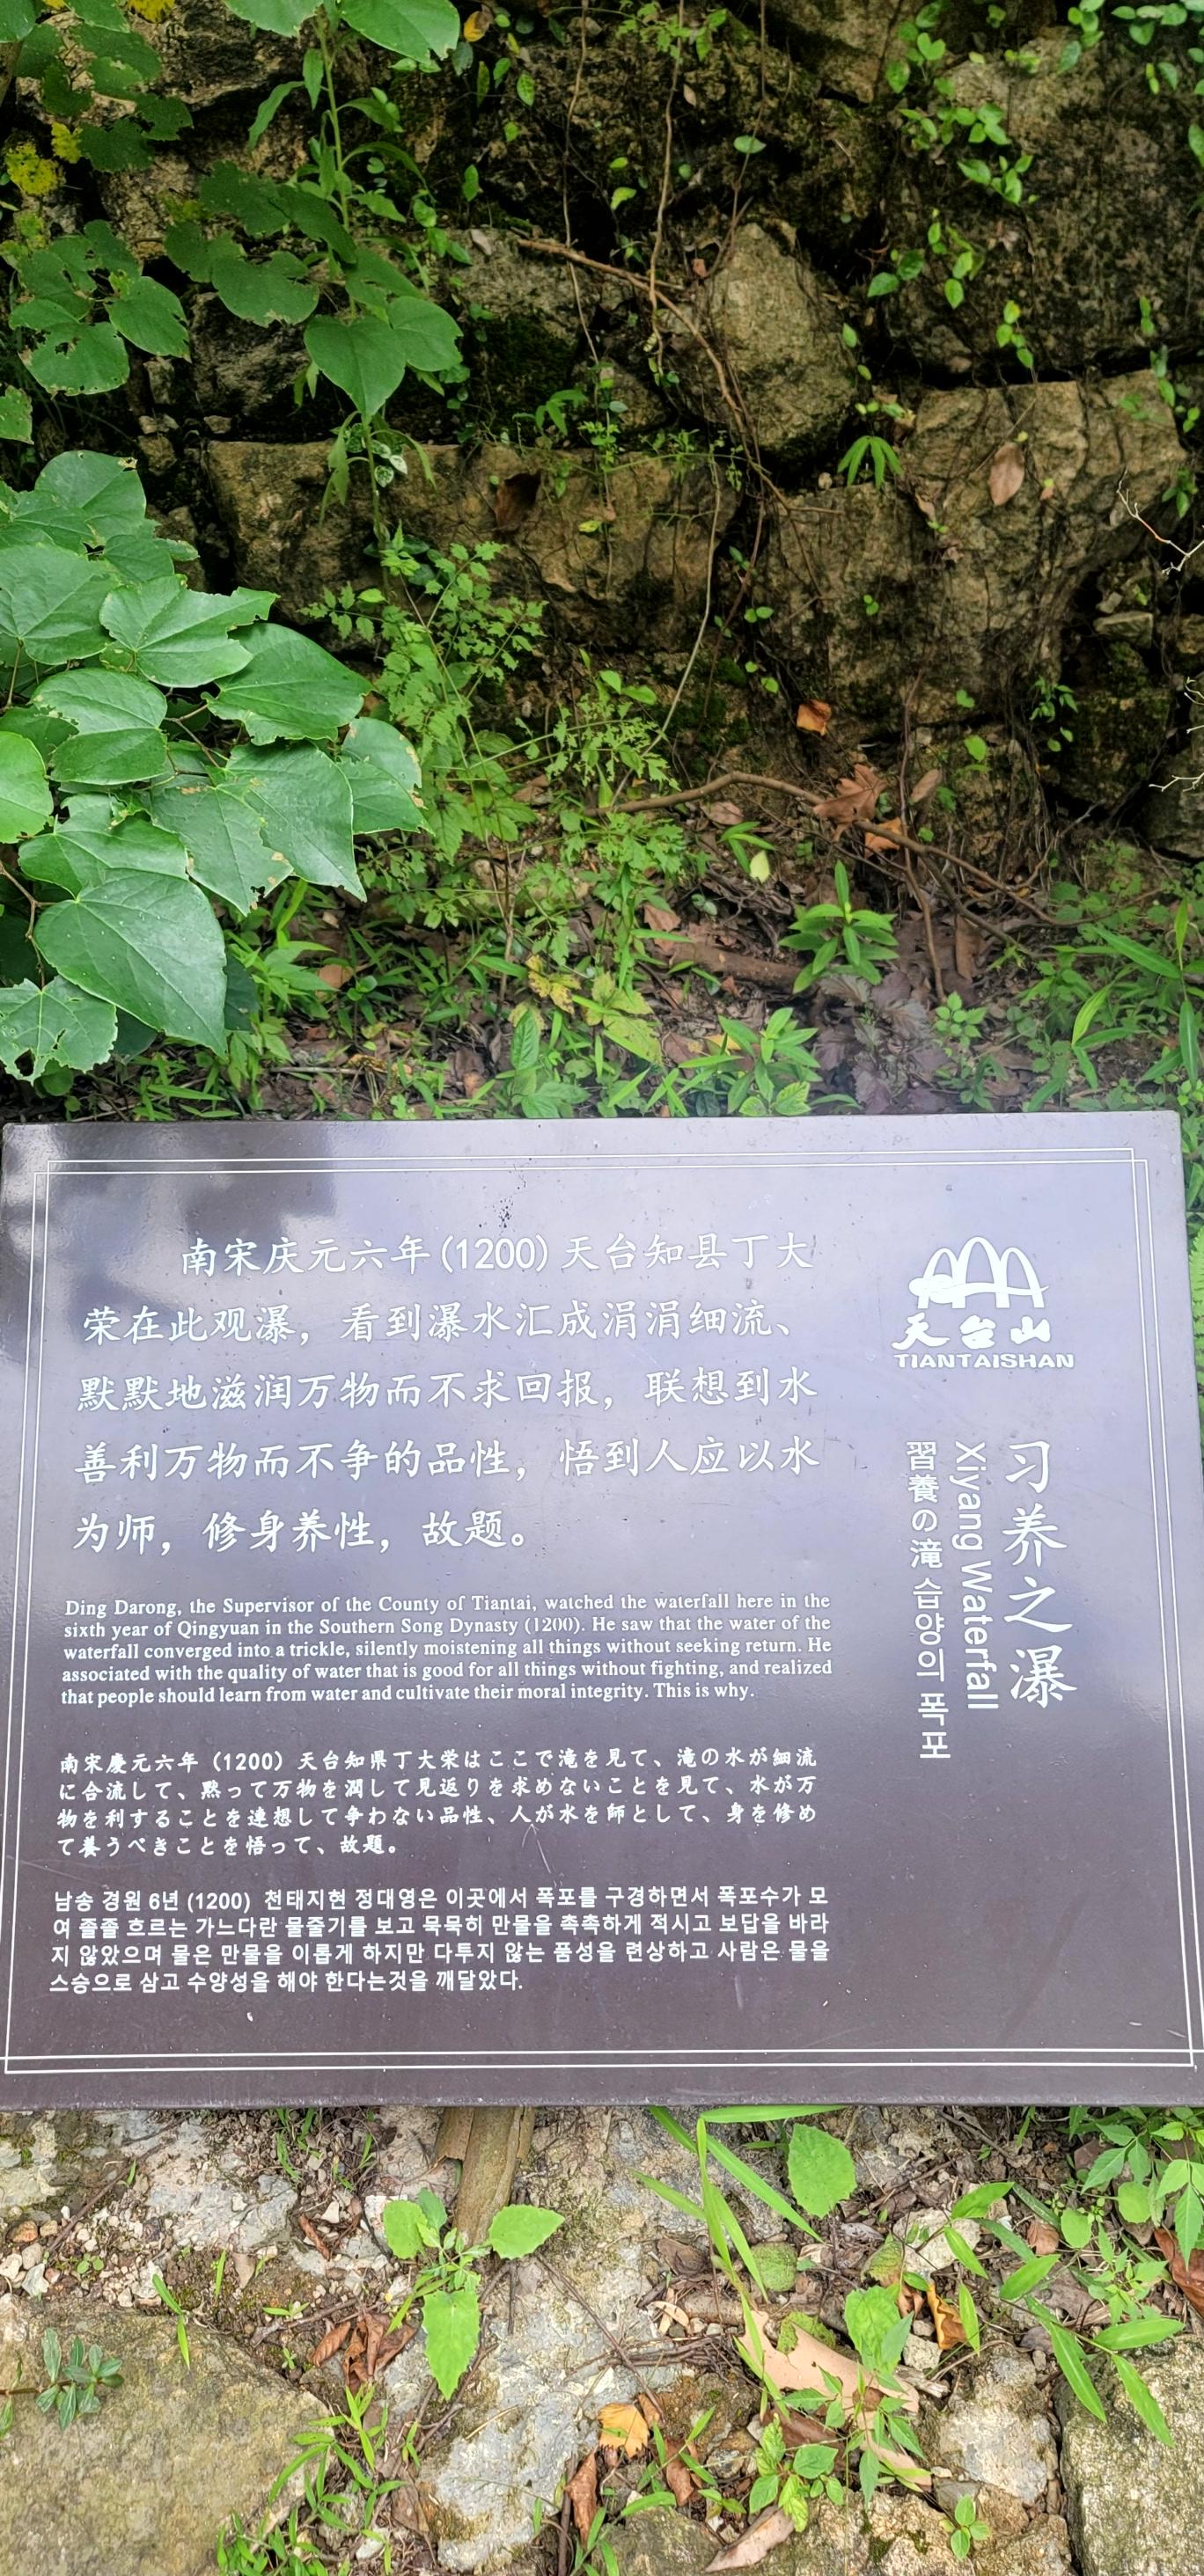 南宋庆元六年(1200)天台知县丁大
荣在此观瀑，看到瀑水汇成涓涓细流、
默默地滋润万物而不求回报，联想到水
善利万物而不争的品性，悟到人应以水
为师，修身养性，故题。
Ding Darong, the Supervisor of the County of Tiantai, watched the waterfall here in the
sixth year of Qingyuan in the Southern Song Dynasty (1200). He saw that the water of the
waterfall converged into a trickle, silently moistening all things without seeking return. He
associated with the quality of water that is good for all things without fighting, and realized
that people should learn from water and cultivate their moral integrity. This is why.
南宋慶元六年（1200）天台知県丁大栄はここで滝を見て、滝の水が細流
に合流して、黙って万物を潤して見返りを求めないことを見て、水が万
物を利することを連想して争わない品性、人が水を師として、身を修め
て養うべきことを悟って、故題。
남송 경원 6년 (1200) 천태지현 정대영은 이곳에서 폭포를 구경하면서 폭포수가 모
여 졸졸 흐르는 가느다란 물줄기를 보고 묵묵히 만물을 촉촉하게 적시고 보답을 바라
지 않았으며 물은 만물을 이롭게 하지만 다투지 않는 품성을 련상하고 사람은 물을
스승으로 삼고 수양성을 해야 한다는것을 깨달았다.
天台山
TIANTAISHAN
习养之瀑
Xiyang Waterfall
習養の滝 습양의 폭포